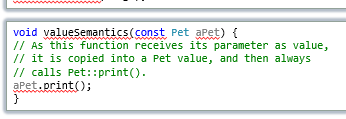 void valueSemantics(const Pet aPet) {
// As this function receives its parameter as value,
// it is copied into a Pet value, and then always
// calls Pet::print().
aPet.print();
}